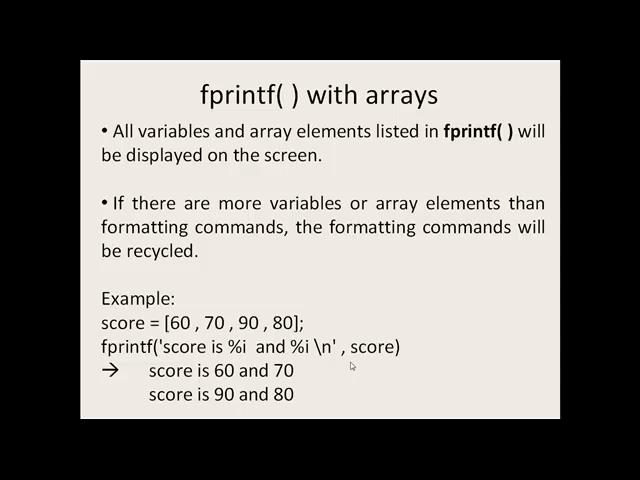 fprintf( ) with arrays
• All variables and array elements listed in fprintf( ) will
be displayed on the screen.
• If there are more variables or array elements than
formatting commands, the formatting commands will
be recycled.
Example:
score = [60 , 70 , 90 , 80];
fprintf('score is %i  and %i \n' , score)
→ score is 60 and 70
score is 90 and 80